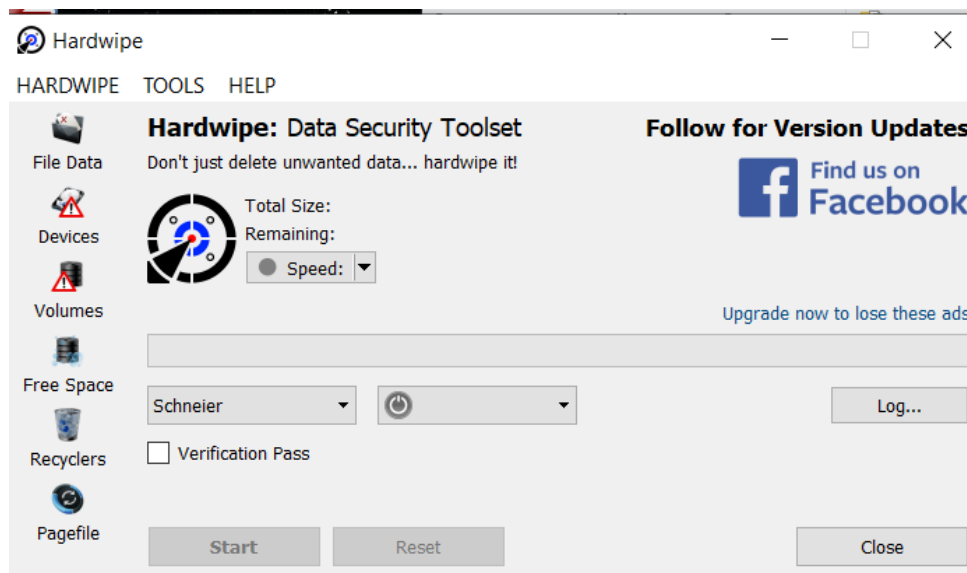 Hardwipe
HARDWIPE TOOLS HELP
File Data
Devices
Volumes
Free Space
Recyclers
Pagefile
Hardwipe: Data Security Toolset
Don't just delete unwanted data... hardwipe it!
Total Size:
Remaining:
Speed:
Follow for Version Updates
Find us on
Facebook
Upgrade now to lose these ads
Schneier
Log...
Verification Pass
Start
Reset
Close